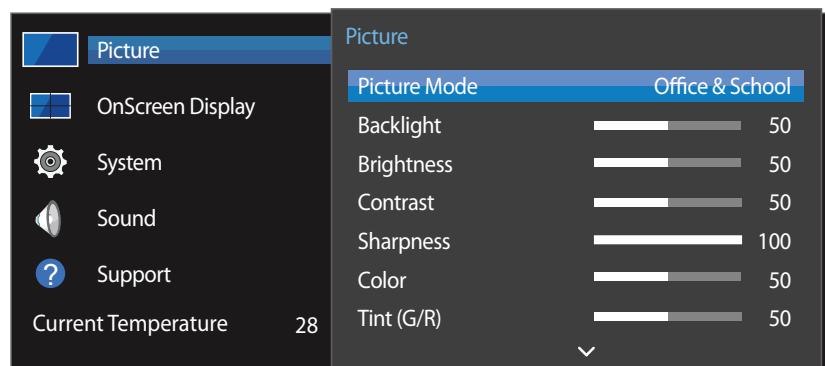 Picture
OnScreen Display
System
Sound
?
Support
Current Temperature 28
Picture
Picture Mode Office & School
Backlight 50
Brightness 50
Contrast 50
Sharpness 100
Color 50
Tint (G/R) 50